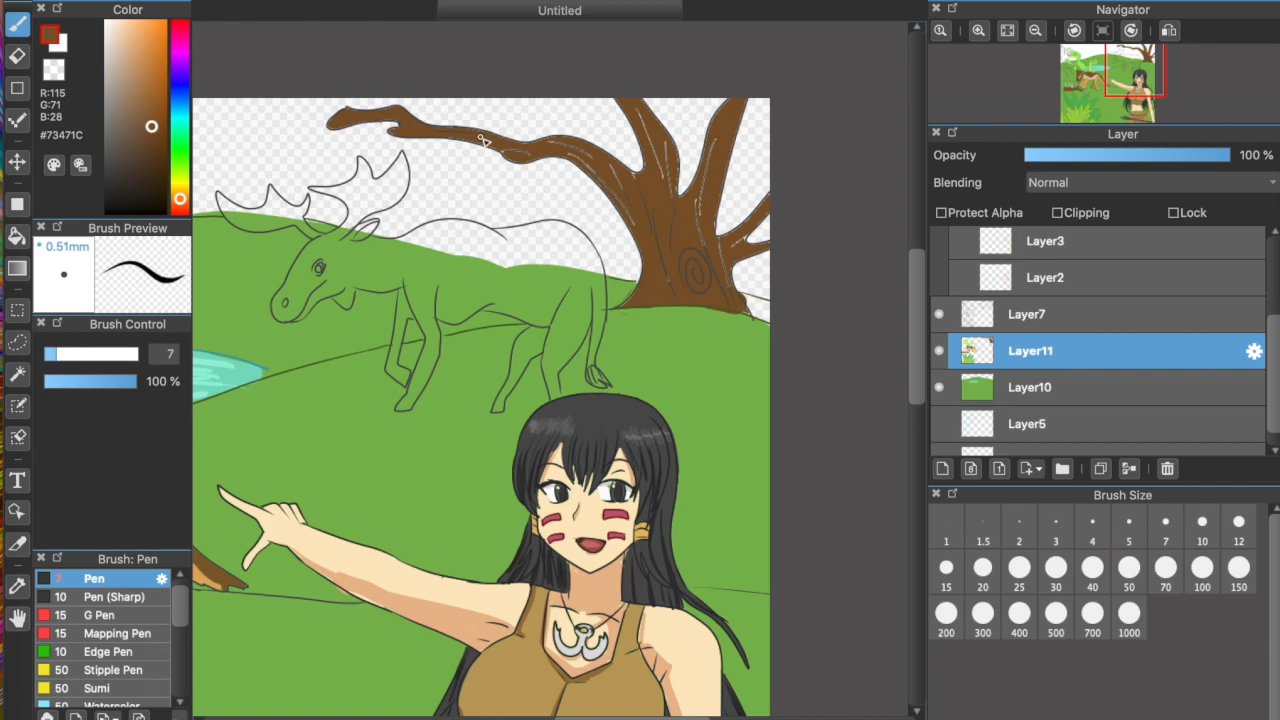 Color
R:115
G:71
B:28
#73471C
Brush Preview
* 0.51mm
Brush Control
7
100 %
Brush: Pen
7 Pen
10 Pen (Sharp)
15 G Pen
15 Mapping Pen
10 Edge Pen
50 Stipple Pen
50 Sumi
Watercolor
Untitled
Navigator
Layer
Opacity 100 %
Blending Normal
Protect Alpha Clipping Lock
Layer3
Layer2
Layer7
Layer11
Layer10
Layer5
Brush Size
1 1.5 2 3 4 5 7 10 12
15 20 25 30 40 50 70 100 150
200 300 400 500 700 1000